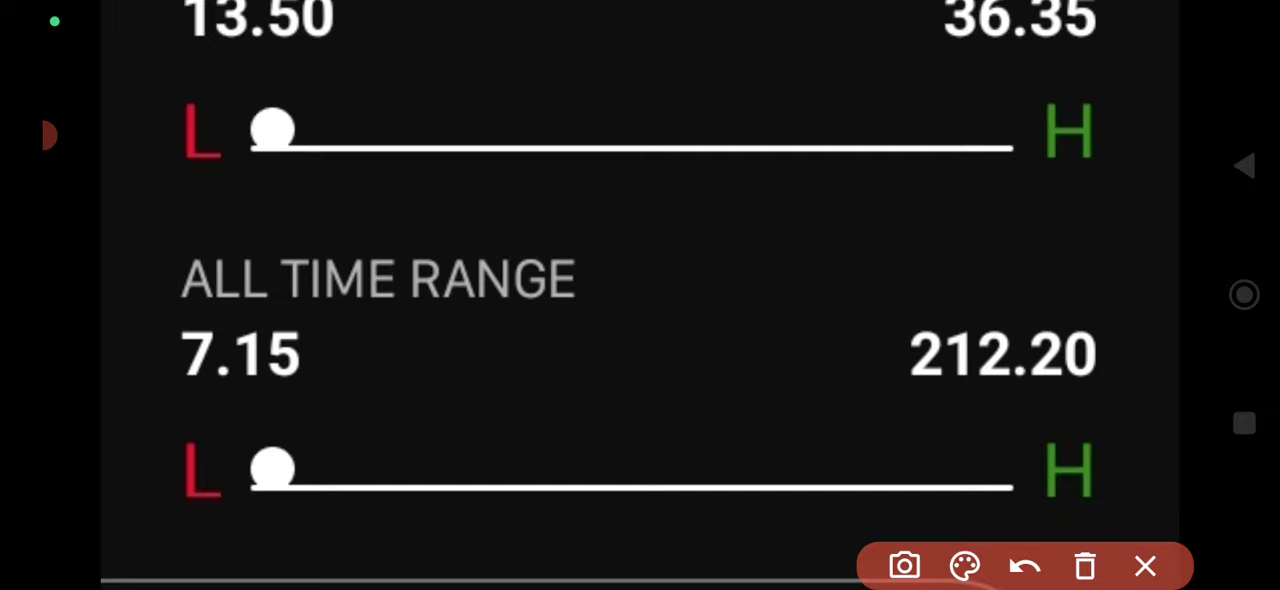 13.50 36.35
L H
ALL TIME RANGE
7.15 212.20
L H